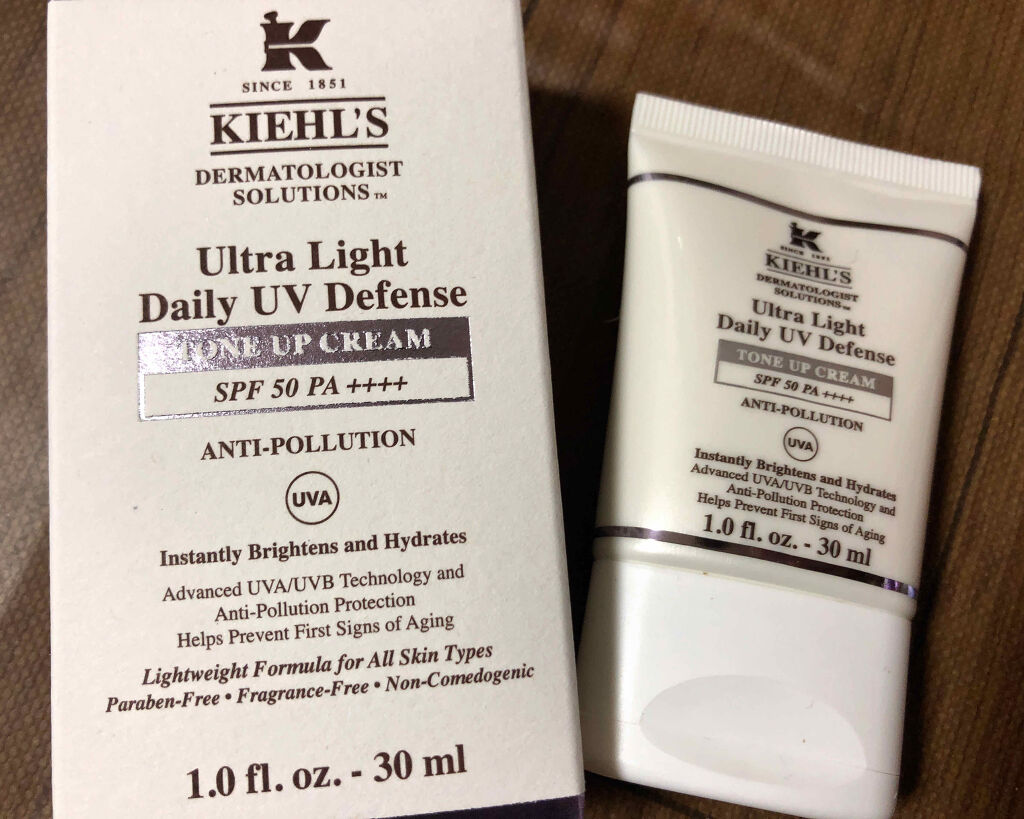 K
SINCE 1851
KIEHL'S
DERMATOLOGIST
SOLUTIONS™
Ultra Light
Daily UV Defense
TONE UP CREAM
SPF 50 PA ++++
ANTI-POLLUTION
UVA
Instantly Brightens and Hydrates
Advanced UVA/UVB Technology and
Anti-Pollution Protection
Helps Prevent First Signs of Aging
Lightweight Formula for All Skin Types
Paraben-Free • Fragrance-Free • Non-Comedogenic
1.0 fl. oz. - 30 ml
K
SINCE 1851
KIEHL'S
DERMATOLOGIST
SOLUTIONS™
Ultra Light
Daily UV Defense
TONE UP CREAM
SPF 50 PA ++++
ANTI-POLLUTION
UVA
Instantly Brightens and Hydrates
Advanced UVA/UVB Technology and
Anti-Pollution Protection
Helps Prevent First Signs of Aging
1.0 fl. oz. - 30 ml